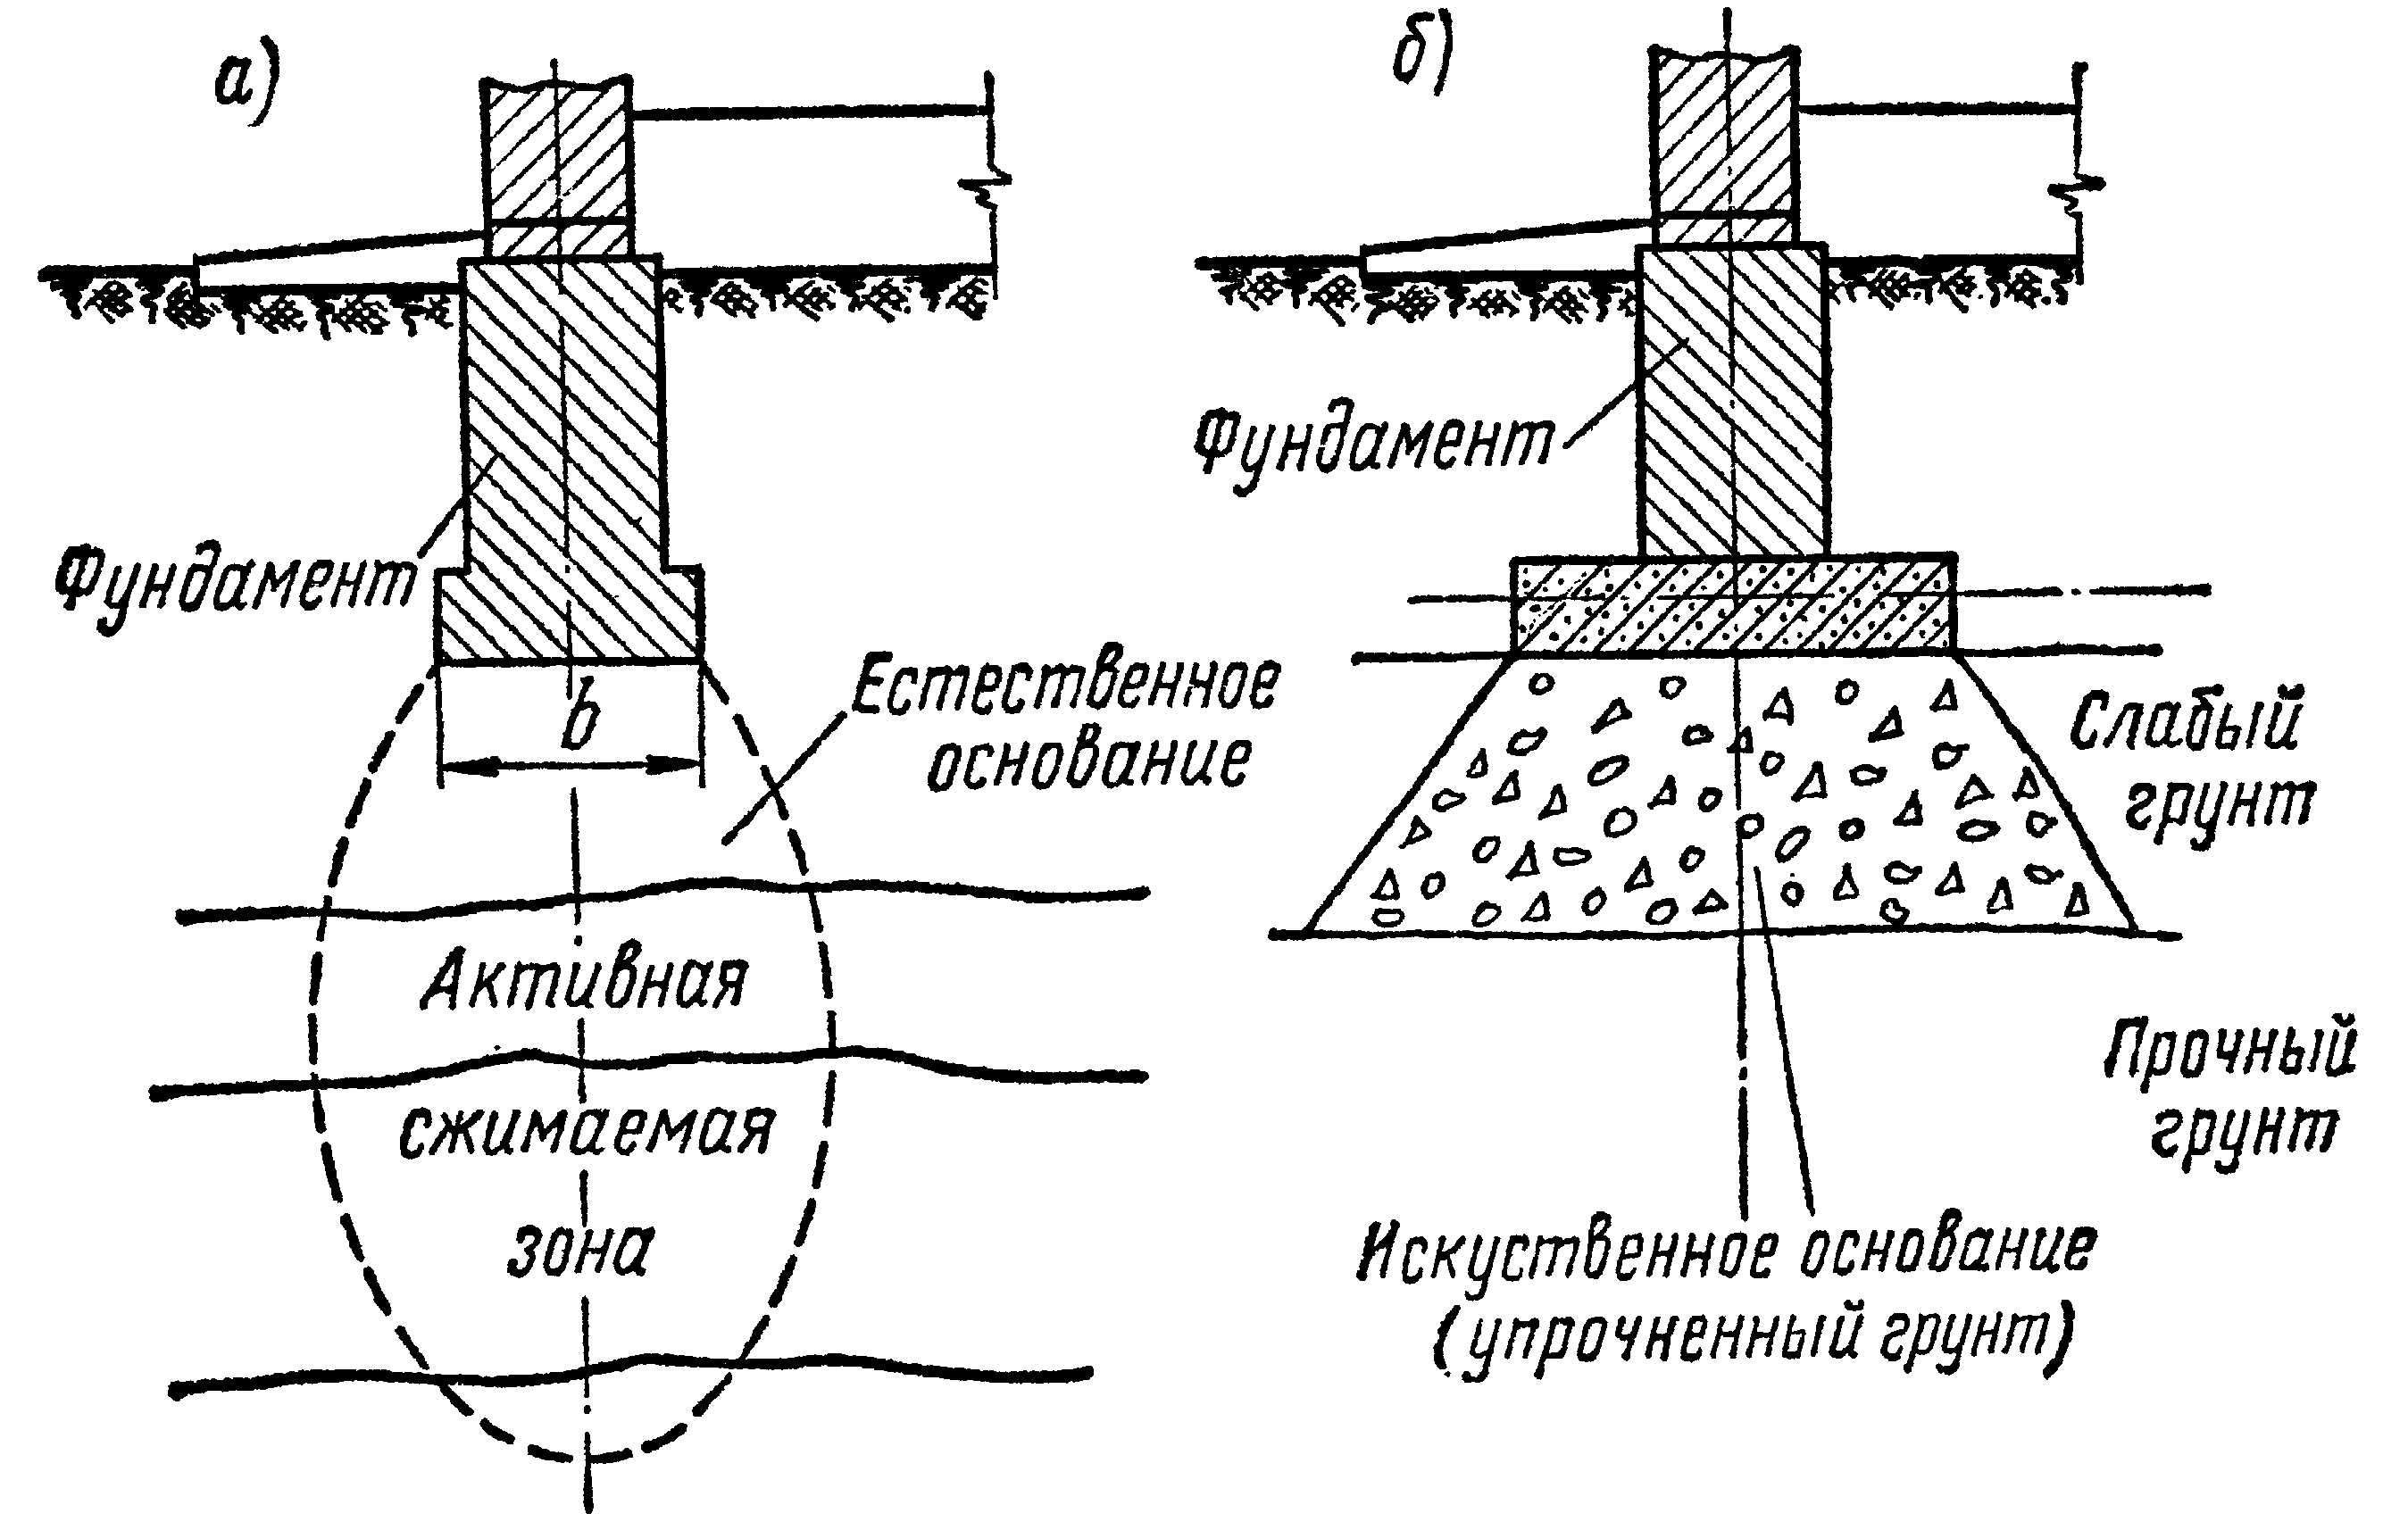 а)
Фундамент
b
Естественное
основание
Активная
сжимаемая
зона
б)
Фундамент
Слабый
грунт
Прочный
грунт
Искуственное основание
(упрочненный грунт)